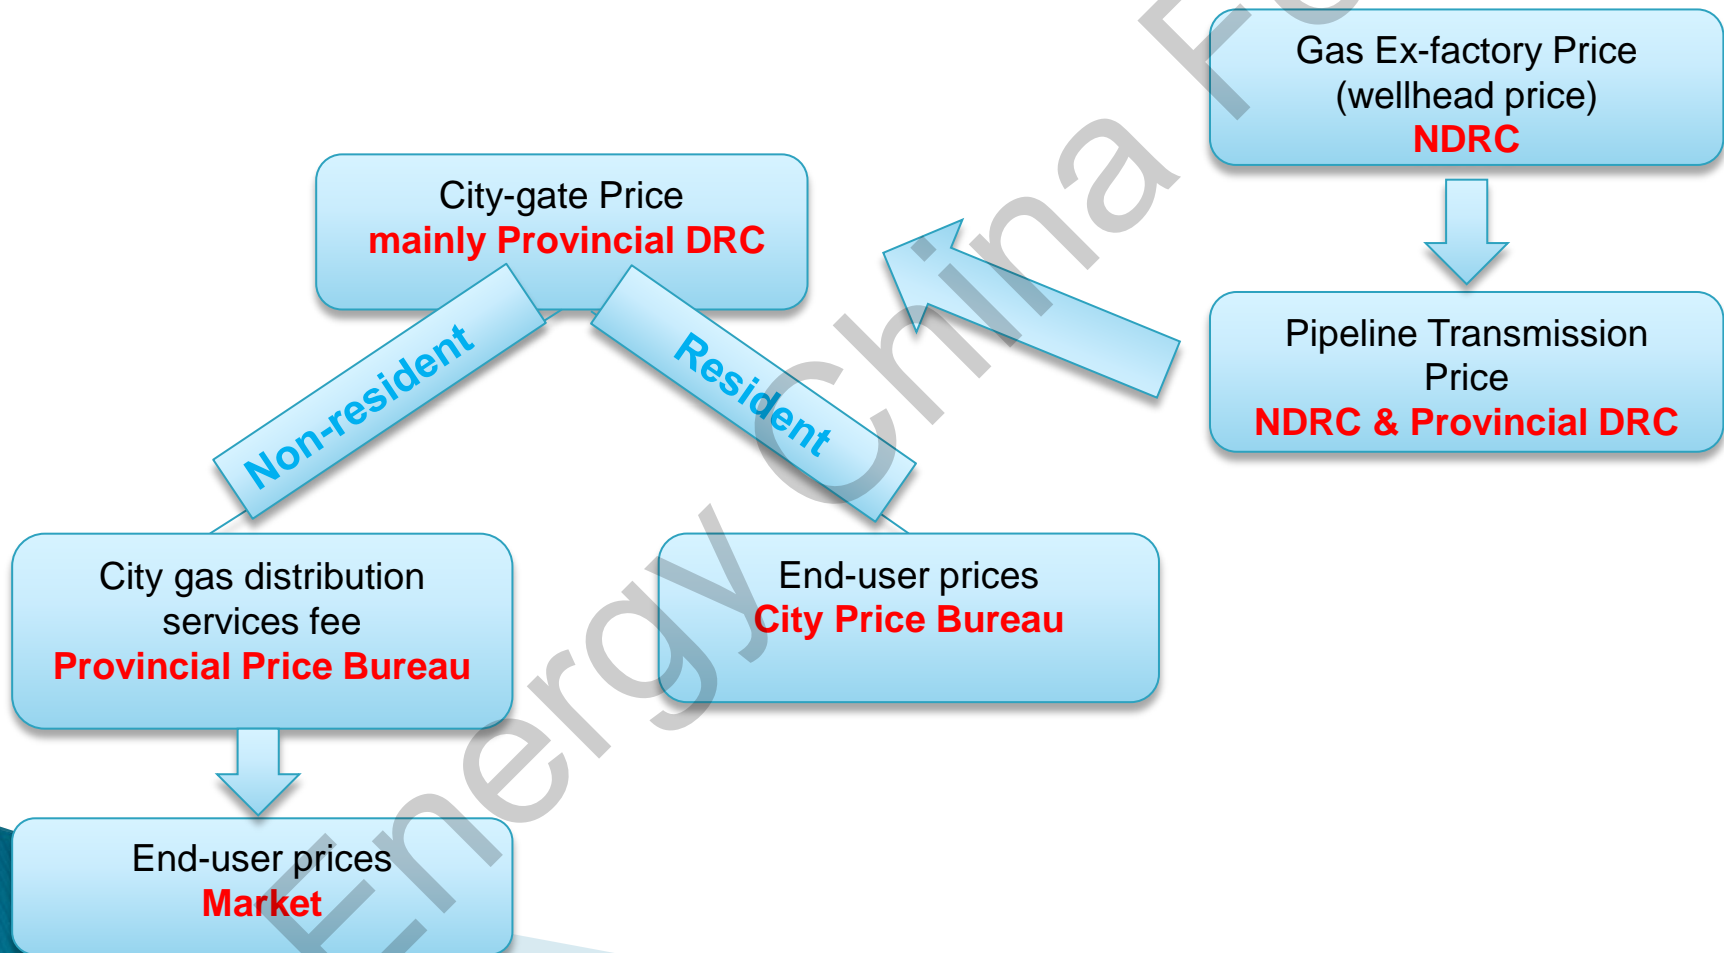 Gas Ex-factory Price
(wellhead price)
NDRC
Pipeline Transmission
Price
NDRC & Provincial DRC
City-gate Price
mainly Provincial DRC
Non-resident
Resident
City gas distribution
services fee
Provincial Price Bureau
End-user prices
City Price Bureau
End-user prices
Market
Energy China